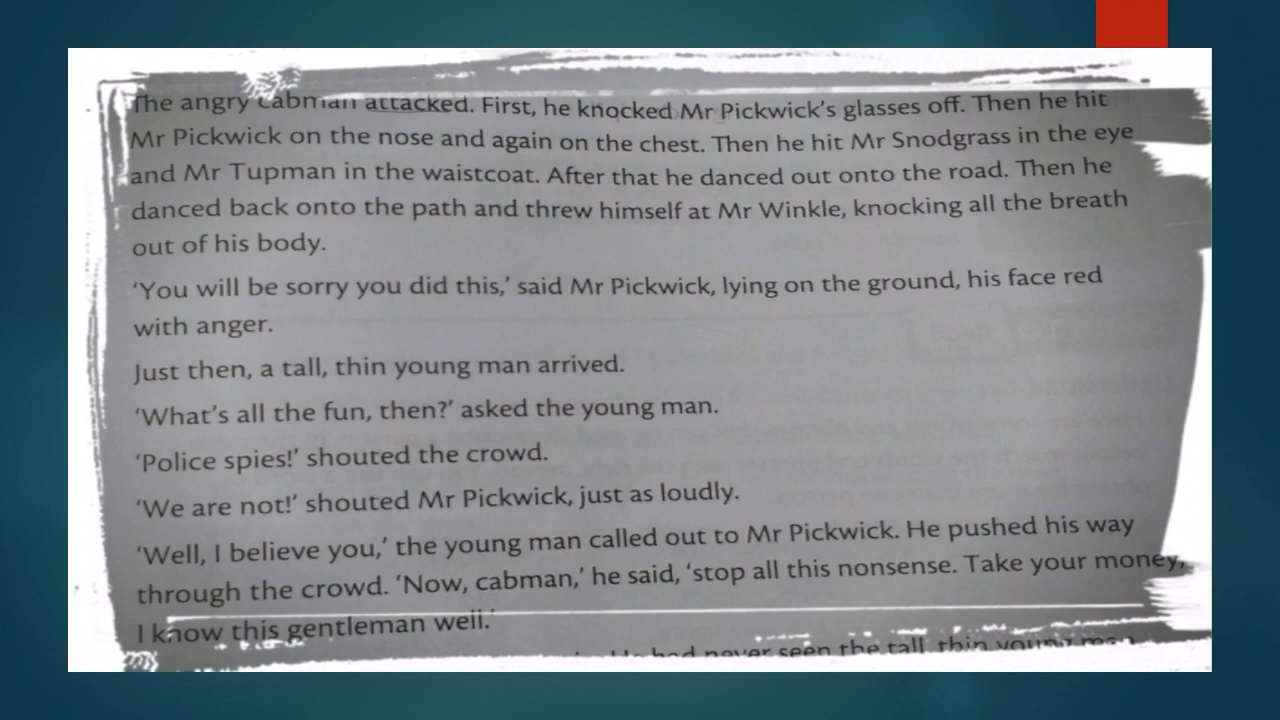 The angry cabman attacked. First, he knocked Mr Pickwick's glasses off. Then he hit
Mr Pickwick on the nose and again on the chest. Then he hit Mr Snodgrass in the eye
and Mr Tupman in the waistcoat. After that he danced out onto the road. Then he
danced back onto the path and threw himself at Mr Winkle, knocking all the breath
out of his body.
'You will be sorry you did this,' said Mr Pickwick, lying on the ground, his face red
with anger.
Just then, a tall, thin young man arrived.
'What's all the fun, then?' asked the young man.
'Police spies!' shouted the crowd.
'We are not!' shouted Mr Pickwick, just as loudly.
'Well, I believe you,' the young man called out to Mr Pickwick. He pushed his way
through the crowd. 'Now, cabman,' he said, 'stop all this nonsense. Take your money,
I know this gentleman well.'
He had never seen the tall, thin young man